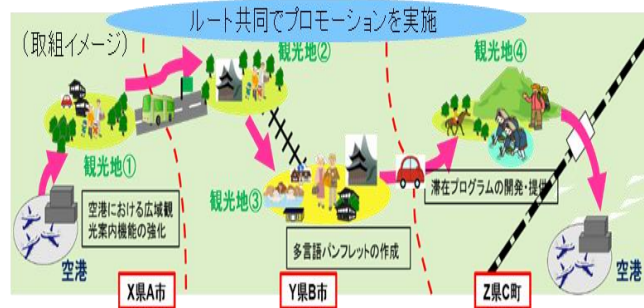 ルート共同でプロモーションを実施
(取組イメージ)
観光地②
観光地④
観光地①
観光地③
空港における広域観
光案内機能の強化
滞在プログラムの開発・提供
多言語パンフレットの作成
空港
空港
X県A市
Y県B市
Z県C町